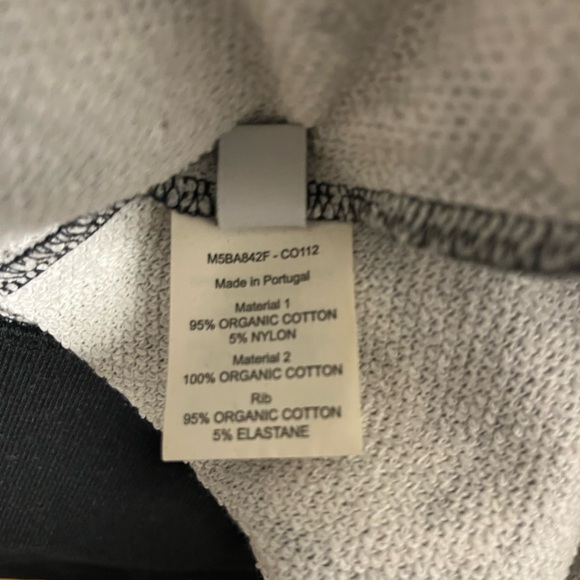 M5BA842F - CO112
Made in Portugal
Material 1
95% ORGANIC COTTON
5% NYLON
Material 2
100% ORGANIC COTTON
Rib
95% ORGANIC COTTON
5% ELASTANE